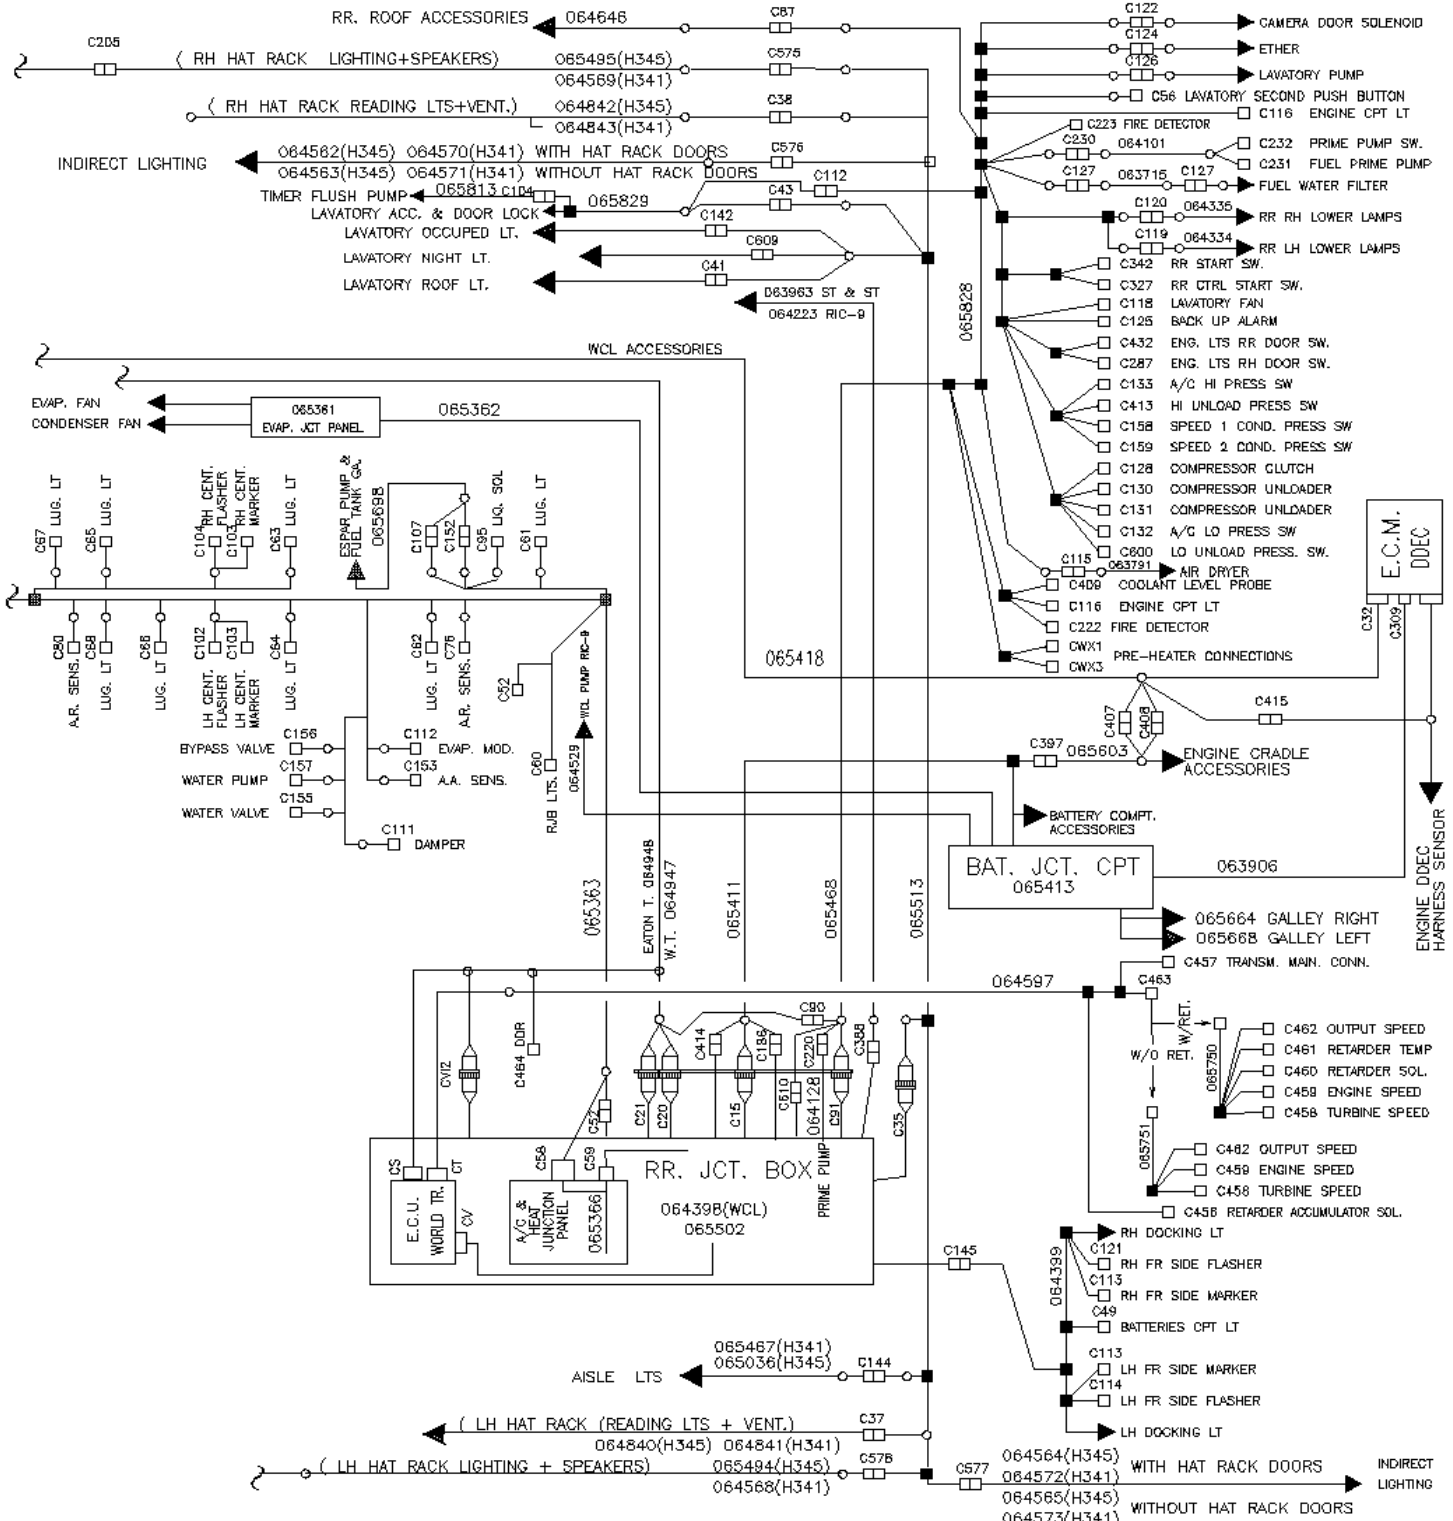 RR. ROOF ACCESSORIES
064646
C87
C122
CAMERA DOOR SOLENOID
C205
( RH HAT RACK LIGHTING+SPEAKERS)
065495(H345)
064569(H341)
C575
C124
ETHER
C126
LAVATORY PUMP
( RH HAT RACK READING LTS+VENT.)
064842(H345)
064843(H341)
C38
C56 LAVATORY SECOND PUSH BUTTON
C116 ENGINE CPT LT
C223 FIRE DETECTOR
INDIRECT LIGHTING
064562(H345) 064570(H341) WITH HAT RACK DOORS
064563(H345) 064571(H341) WITHOUT HAT RACK DOORS
C576
C230
064101
C232 PRIME PUMP SW.
C231 FUEL PRIME PUMP
C127
063715
C127
FUEL WATER FILTER
TIMER FLUSH PUMP
065813
C104
C112
LAVATORY ACC. & DOOR LOCK
065829
C43
C120
064335
RR RH LOWER LAMPS
LAVATORY OCCUPED LT.
C142
C119
064334
RR LH LOWER LAMPS
LAVATORY NIGHT LT.
C609
LAVATORY ROOF LT.
C41
C342 RR START SW.
C327 RR CTRL START SW.
C118 LAVATORY FAN
C125 BACK UP ALARM
063963 ST & ST
064223 RIC-9
065828
C432 ENG. LTS RR DOOR SW.
C287 ENG. LTS RH DOOR SW.
WCL ACCESSORIES
C133 A/C HI PRESS SW
C413 HI UNLOAD PRESS SW
C158 SPEED 1 COND. PRESS SW
C159 SPEED 2 COND. PRESS SW
EVAP. FAN
CONDENSER FAN
065361
EVAP. JCT PANEL
065362
C128 COMPRESSOR CLUTCH
C130 COMPRESSOR UNLOADER
C131 COMPRESSOR UNLOADER
C132 A/C LO PRESS SW
C600 LO UNLOAD PRESS. SW.
C115
063791
AIR DRYER
C409 COOLANT LEVEL PROBE
C116 ENGINE CPT LT
C222 FIRE DETECTOR
CWX1
CWX3
PRE-HEATER CONNECTIONS
E.C.M.
DDEC
C32
C309
C67 LUG. LT
C65 LUG. LT
C104 RH CENT. FLASHER
C103 RH CENT. MARKER
C63 LUG. LT
ESPAR PUMP &
FUEL TANK GA.
065698
C107
C152
C95 LIQ. SOL
C61 LUG. LT
C80 A.R. SENS.
C68 LUG. LT
C66 LUG. LT
C102 LH CENT. FLASHER
C103 LH CENT. MARKER
C64 LUG. LT
C62 LUG. LT
C76 A.R. SENS.
C52
C60 RJB LTS.
064529
WCL PUMP RIC-9
065418
C407
C408
C415
BYPASS VALVE
C156
WATER PUMP
C157
WATER VALVE
C155
C112
EVAP. MOD.
C153
A.A. SENS.
C111
DAMPER
C397
065603
ENGINE CRADLE
ACCESSORIES
BATTERY COMPT.
ACCESSORIES
BAT. JCT. CPT
065413
063906
ENGINE DDEC
HARNESS SENSOR
065664 GALLEY RIGHT
065668 GALLEY LEFT
065363
EATON T. 064948
W.T. 064947
065411
065468
065513
C457 TRANSM. MAIN. CONN.
064597
C463
W/RET.
W/O RET.
065750
065751
C462 OUTPUT SPEED
C461 RETARDER TEMP
C460 RETARDER SOL.
C459 ENGINE SPEED
C458 TURBINE SPEED
C462 OUTPUT SPEED
C459 ENGINE SPEED
C458 TURBINE SPEED
C456 RETARDER ACCUMULATOR SOL.
CV12
C464 DDR
C52
C21
C20
C414
C15
C186
C90
C510
C220
064128
C91
C388
C35
CS
CT
E.C.U.
WORLD TR.
CV
C58
C59
A/C &
HEAT
JUNCTION
PANEL
065366
RR. JCT. BOX
064398(WCL)
065502
PRIME PUMP
C145
064399
RH DOCKING LT
C121
RH FR SIDE FLASHER
C113
RH FR SIDE MARKER
C49
BATTERIES CPT LT
C113
LH FR SIDE MARKER
C114
LH FR SIDE FLASHER
LH DOCKING LT
AISLE LTS
065467(H341)
065036(H345)
C144
( LH HAT RACK (READING LTS + VENT.)
064840(H345) 064841(H341)
C37
( LH HAT RACK LIGHTING + SPEAKERS)
065494(H345)
064568(H341)
C578
C577
064564(H345)
064572(H341)
WITH HAT RACK DOORS
064565(H345)
064573(H341)
WITHOUT HAT RACK DOORS
INDIRECT
LIGHTING